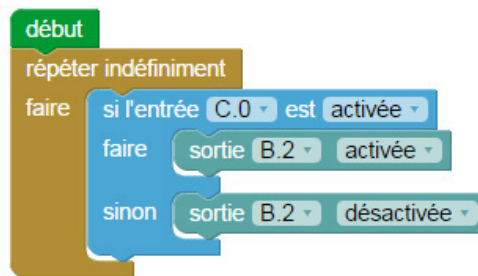 début
répéter indéfiniment
faire si l'entrée C.0 est activée
faire sortie B.2 activée
sinon sortie B.2 désactivée